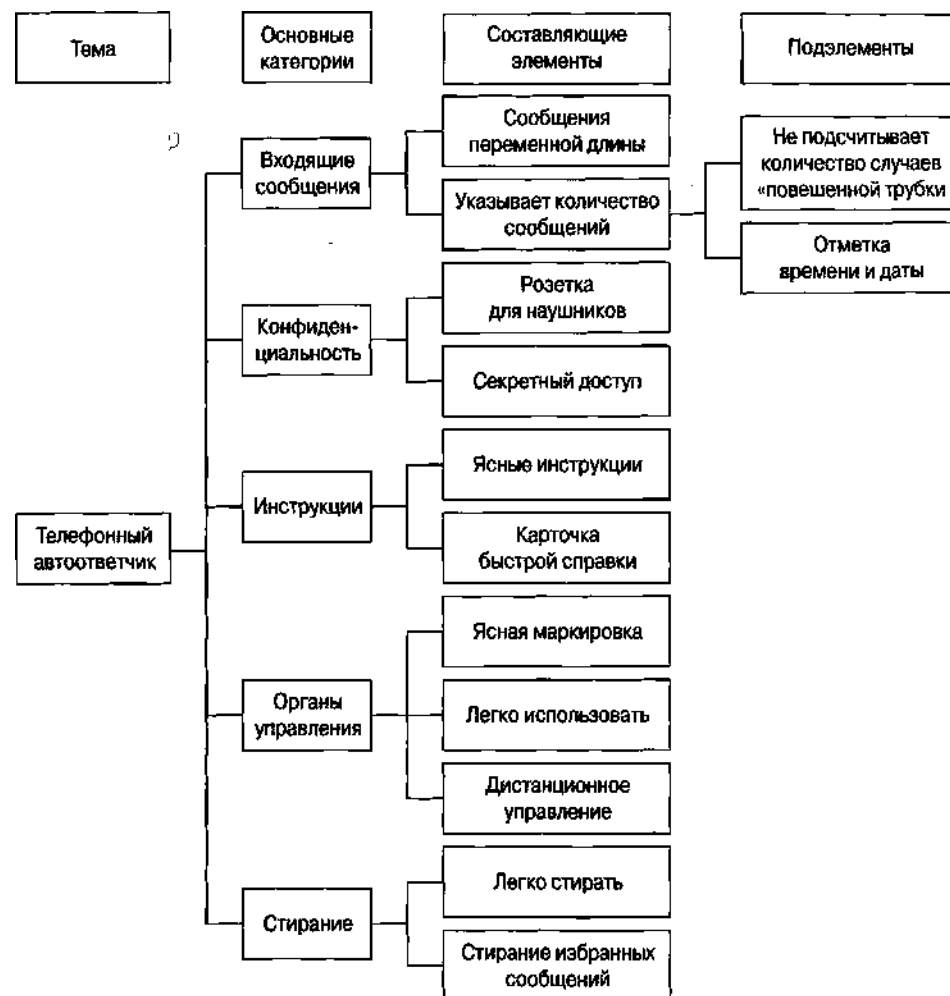 Тема
Основные
категории
Составляющие
элементы
Подэлементы
Входящие
сообщения
Сообщения
переменной длины
Указывает количество
сообщений
Не подсчитывает
количество случаев
«повешенной трубки
Отметка
времени и даты
Конфиден-
циальность
Розетка
для наушников
Секретный доступ
Телефонный
автоответчик
Инструкции
Ясные инструкции
Карточка
быстрой справки
Органы
управления
Ясная маркировка
Легко использовать
Дистанционное
управление
Стирание
Легко стирать
Стирание избранных
сообщений